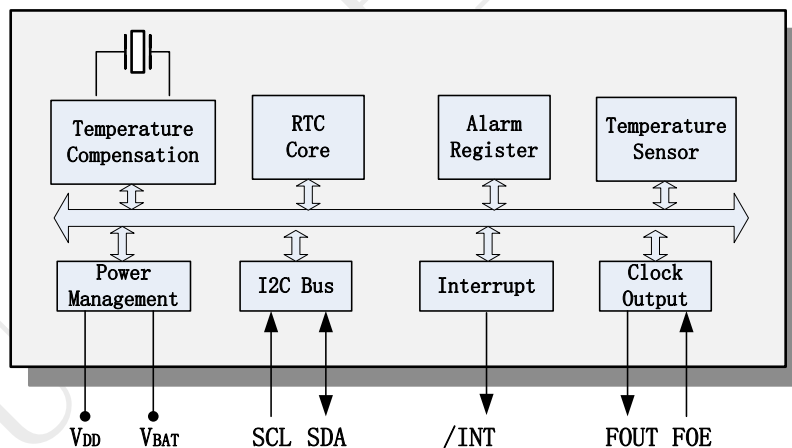 Temperature
Compensation
RTC
Core
Alarm
Register
Temperature
Sensor
Power
Management
I2C Bus
Interrupt
Clock
Output
VDD
VBAT
SCL
SDA
/INT
FOUT
FOE